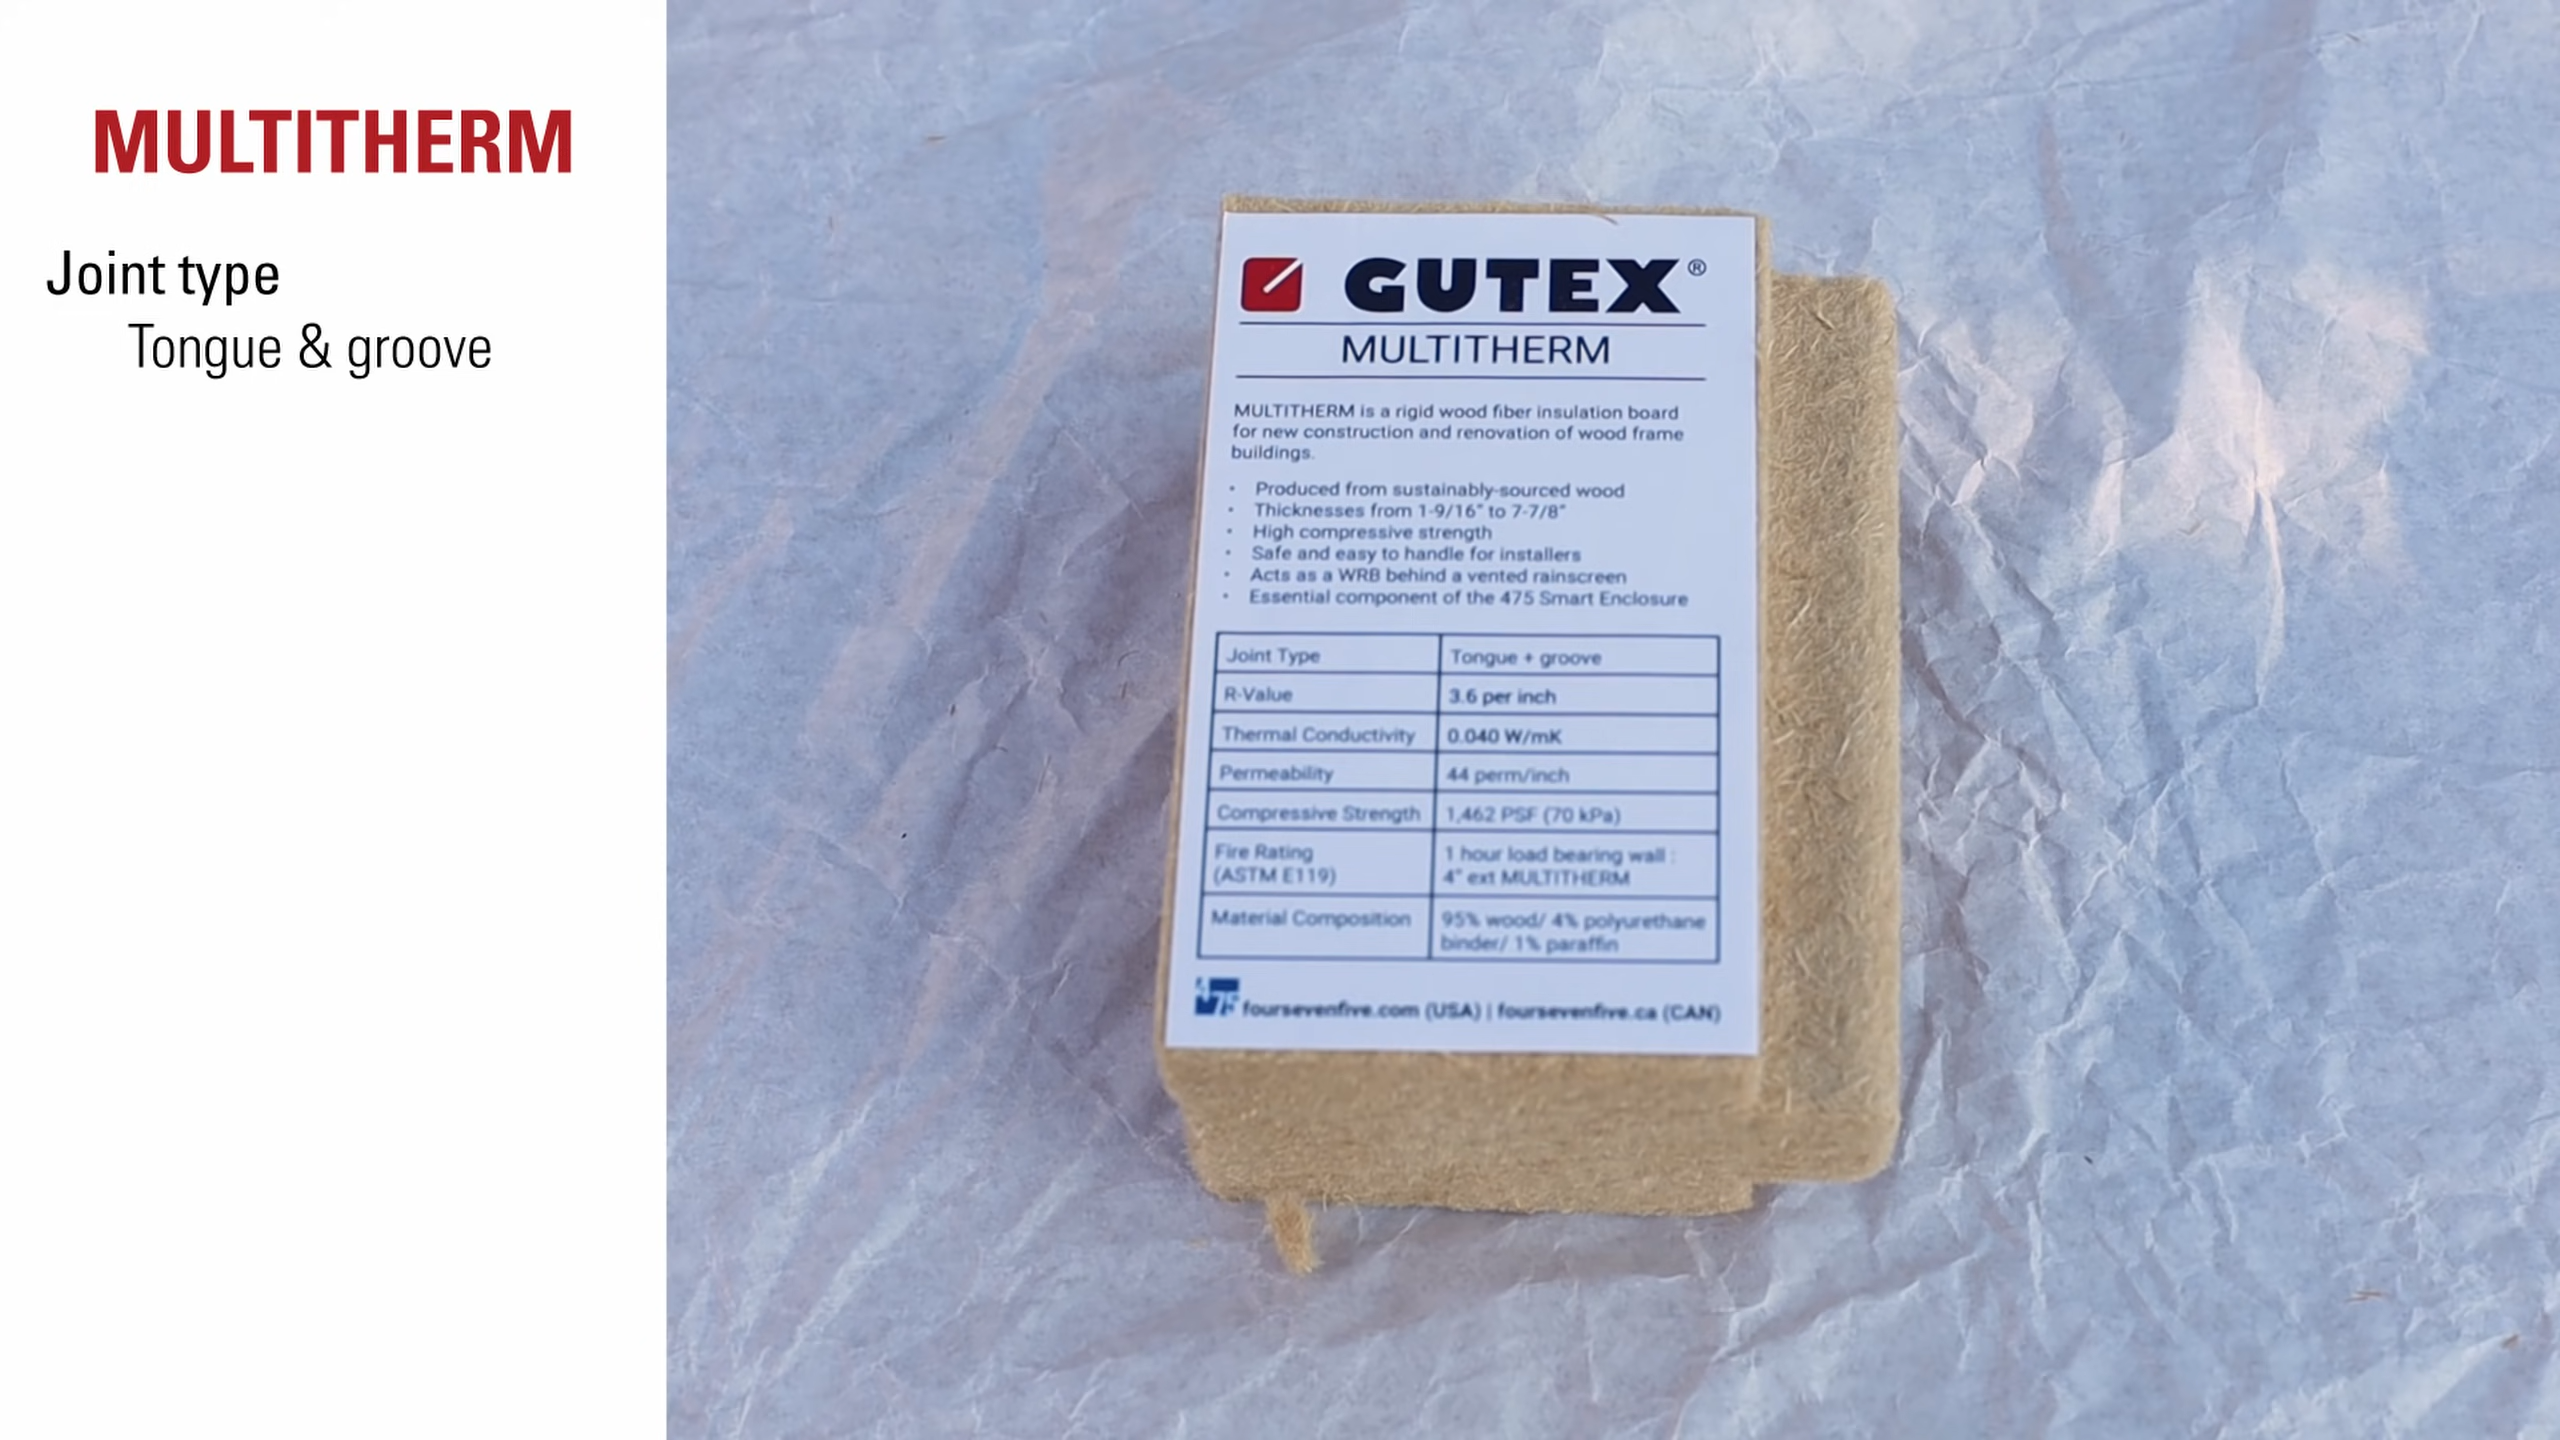 MULTITHERM
Joint type
Tongue & groove
GUTEX®
MULTITHERM
MULTITHERM is a rigid wood fiber insulation board
for new construction and renovation of wood frame
buildings.
• Produced from sustainably-sourced wood
• Thicknesses from 1-9/16" to 7-7/8"
• High compressive strength
• Safe and easy to handle for installers
• Acts as a WRB behind a vented rainscreen
• Essential component of the 475 Smart Enclosure
Joint Type Tongue + groove
R-Value 3.6 per inch
Thermal Conductivity 0.040 W/mK
Permeability 44 perm/inch
Compressive Strength 1,462 PSF (70 kPa)
Fire Rating 1 hour load bearing wall :
(ASTM E119) 4" ext MULTITHERM
Material Composition 95% wood/ 4% polyurethane
binder/ 1% paraffin
475 foursevenfive.com (USA) | foursevenfive.ca (CAN)